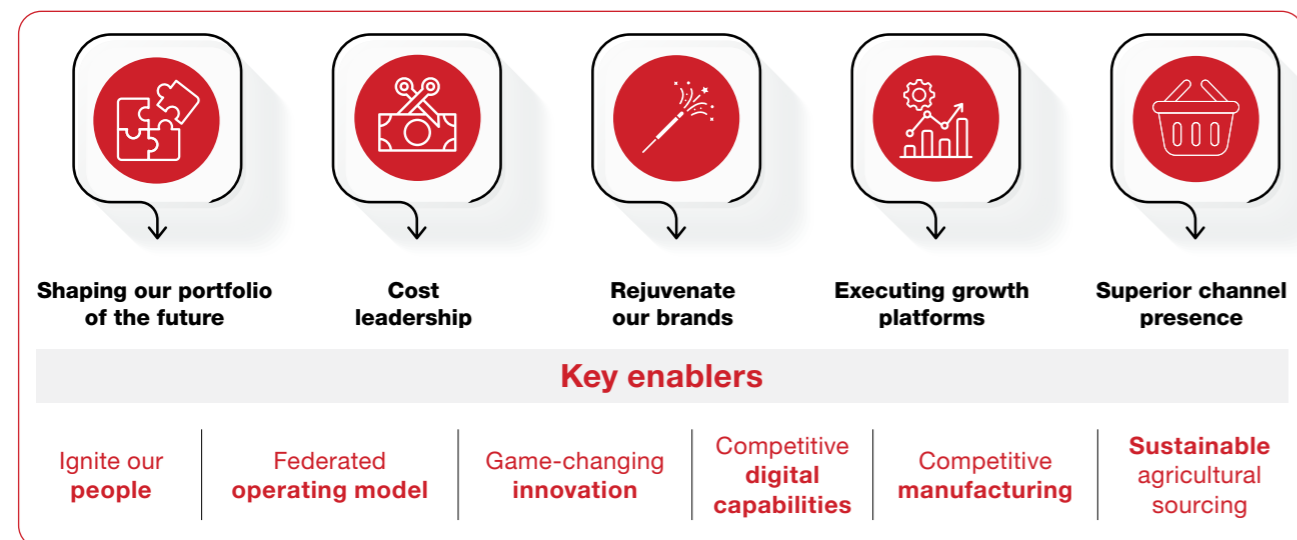 Shaping our portfolio
of the future
Cost
leadership
Rejuvenate
our brands
Executing growth
platforms
Superior channel
presence
Key enablers
Ignite our
people
Federated
operating model
Game-changing
innovation
Competitive
digital
capabilities
Competitive
manufacturing
Sustainable
agricultural
sourcing